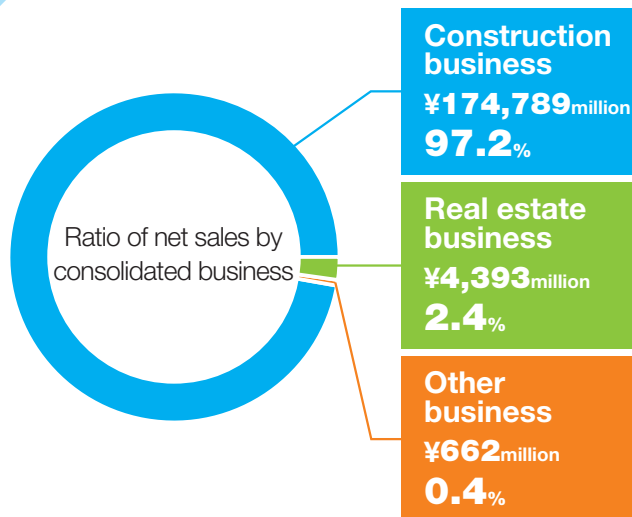 Ratio of net sales by
consolidated business
Construction
business
¥174,789million
97.2%
Real estate
business
¥4,393million
2.4%
Other
business
¥662million
0.4%